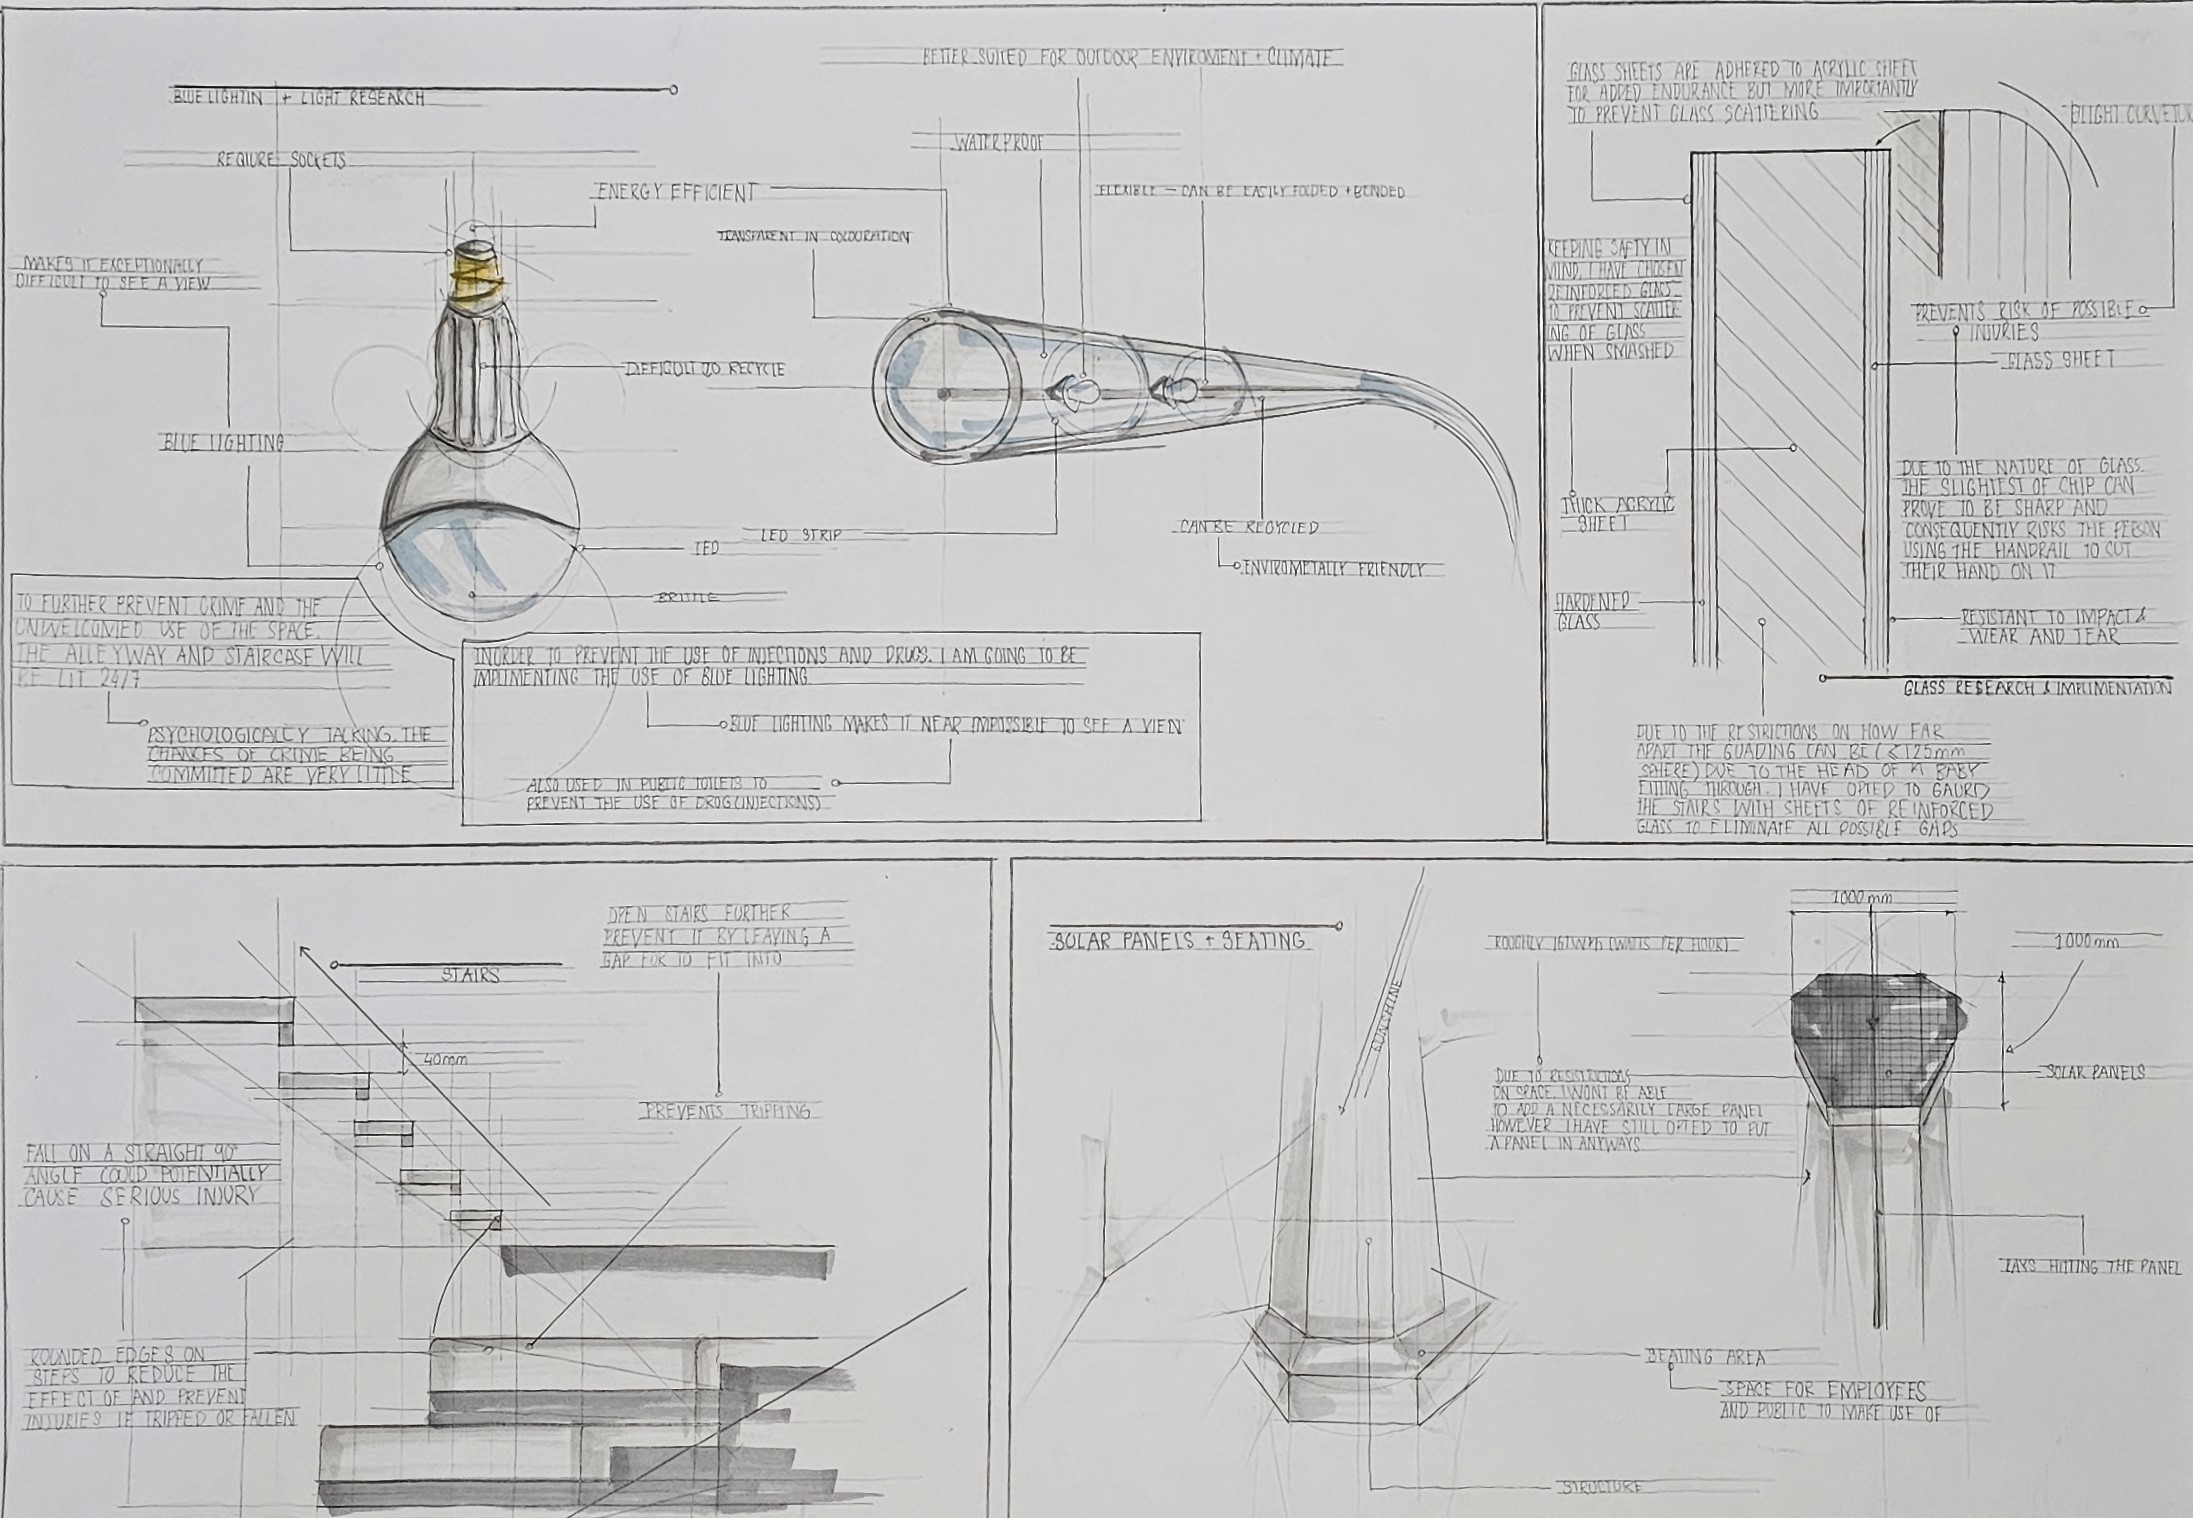 BLUE LIGHTIN + LIGHT RESEARCH
REQIURE SOCKETS
ENERGY EFFICIENT
MAKES IT EXCEPTIONALLY
DIFFICULT TO SEE A VIEW
DIFFICULT TO RECYCLE
BLUE LIGHTING
LED
BRITTLE
BETTER SUITED FOR OUTDOOR ENVIROMENT + CLIMATE
WATERPROOF
FLEXIBLE – CAN BE EASILY FOLDED + BENDED
TRANSPARENT IN COLOURATION
LED STRIP
CAN BE RECYCLED
ENVIROMETALLY FRIENDLY
TO FURTHER PREVENT CRIME AND THE
UNWELCOMED USE OF THE SPACE.
THE ALLEYWAY AND STAIRCASE WILL
BE LIT 24/7
PSYCHOLOGICALLY TALKING, THE
CHANCES OF CRIME BEING
COMMITTED ARE VERY LITTLE
INORDER TO PREVENT THE USE OF INJECTIONS AND DRUGS. I AM GOING TO BE
IMPLIMENTING THE USE OF BLUE LIGHTING
BLUE LIGHTING MAKES IT NEAR IMPOSSIBLE TO SEE A VIEN
ALSO USED IN PUBLIC TOILETS TO
PREVENT THE USE OF DRUG(INJECTIONS)
GLASS SHEETS ARE ADHERED TO ACRYLIC SHEET
FOR ADDED ENDURANCE BUT MORE IMPORTANTLY
TO PREVENT GLASS SCATTERING
SLIGHT CURVETUR
KEEPING SAFTY IN
MIND, I HAVE CHOSEN
REINFORCED GLASS
TO PREVENT SCATTER
ING OF GLASS
WHEN SMASHED
PREVENTS RISK OF POSSIBLE
INJURIES
GLASS SHEET
THICK ACRYLIC
SHEET
DUE TO THE NATURE OF GLASS.
THE SLIGHTEST OF CHIP CAN
PROVE TO BE SHARP AND
CONSEQUENTLY RISKS THE PERSON
USING THE HANDRAIL TO CUT
THEIR HAND ON IT
HARDENED
GLASS
RESISTANT TO IMPACT &
WEAR AND TEAR
GLASS RESEARCH & IMPLIMENTATION
DUE TO THE RESTRICTIONS ON HOW FAR
APART THE GUADING CAN BE (≤125mm
SPHERE) DUE TO THE HEAD OF A BABY
FITTING THROUGH. I HAVE OPTED TO GAURD
THE STAIRS WITH SHEETS OF REINFORCED
GLASS TO ELIMINATE ALL POSSIBLE GAPS
STAIRS
OPEN STAIRS FURTHER
PREVENT IT BY LEAVING A
GAP FOR TO FIT INTO
40mm
PREVENTS TRIPPING
FALL ON A STRAIGHT 90°
ANGLE COULD POTENTIALLY
CAUSE SERIOUS INJURY
ROUNDED EDGES ON
STEPS TO REDUCE THE
EFFECT OF AND PREVENT
INJURIES IF TRIPPED OR FALLEN
SOLAR PANELS + SEATING
SUNSHINE
ROUGHLY 167Wh (WATTS PER HOUR)
1000mm
1000mm
DUE TO RESISTRICTIONS
ON SPACE. I WONT BE ABLE
TO ADD A NECESSARILY LARGE PANEL
HOWEVER I HAVE STILL OPTED TO PUT
A PANEL IN ANYWAYS
SOLAR PANELS
RAYS HITTING THE PANEL
SEATING AREA
SPACE FOR EMPLOYEES
AND PUBLIC TO MAKE USE OF
STRUCTURE